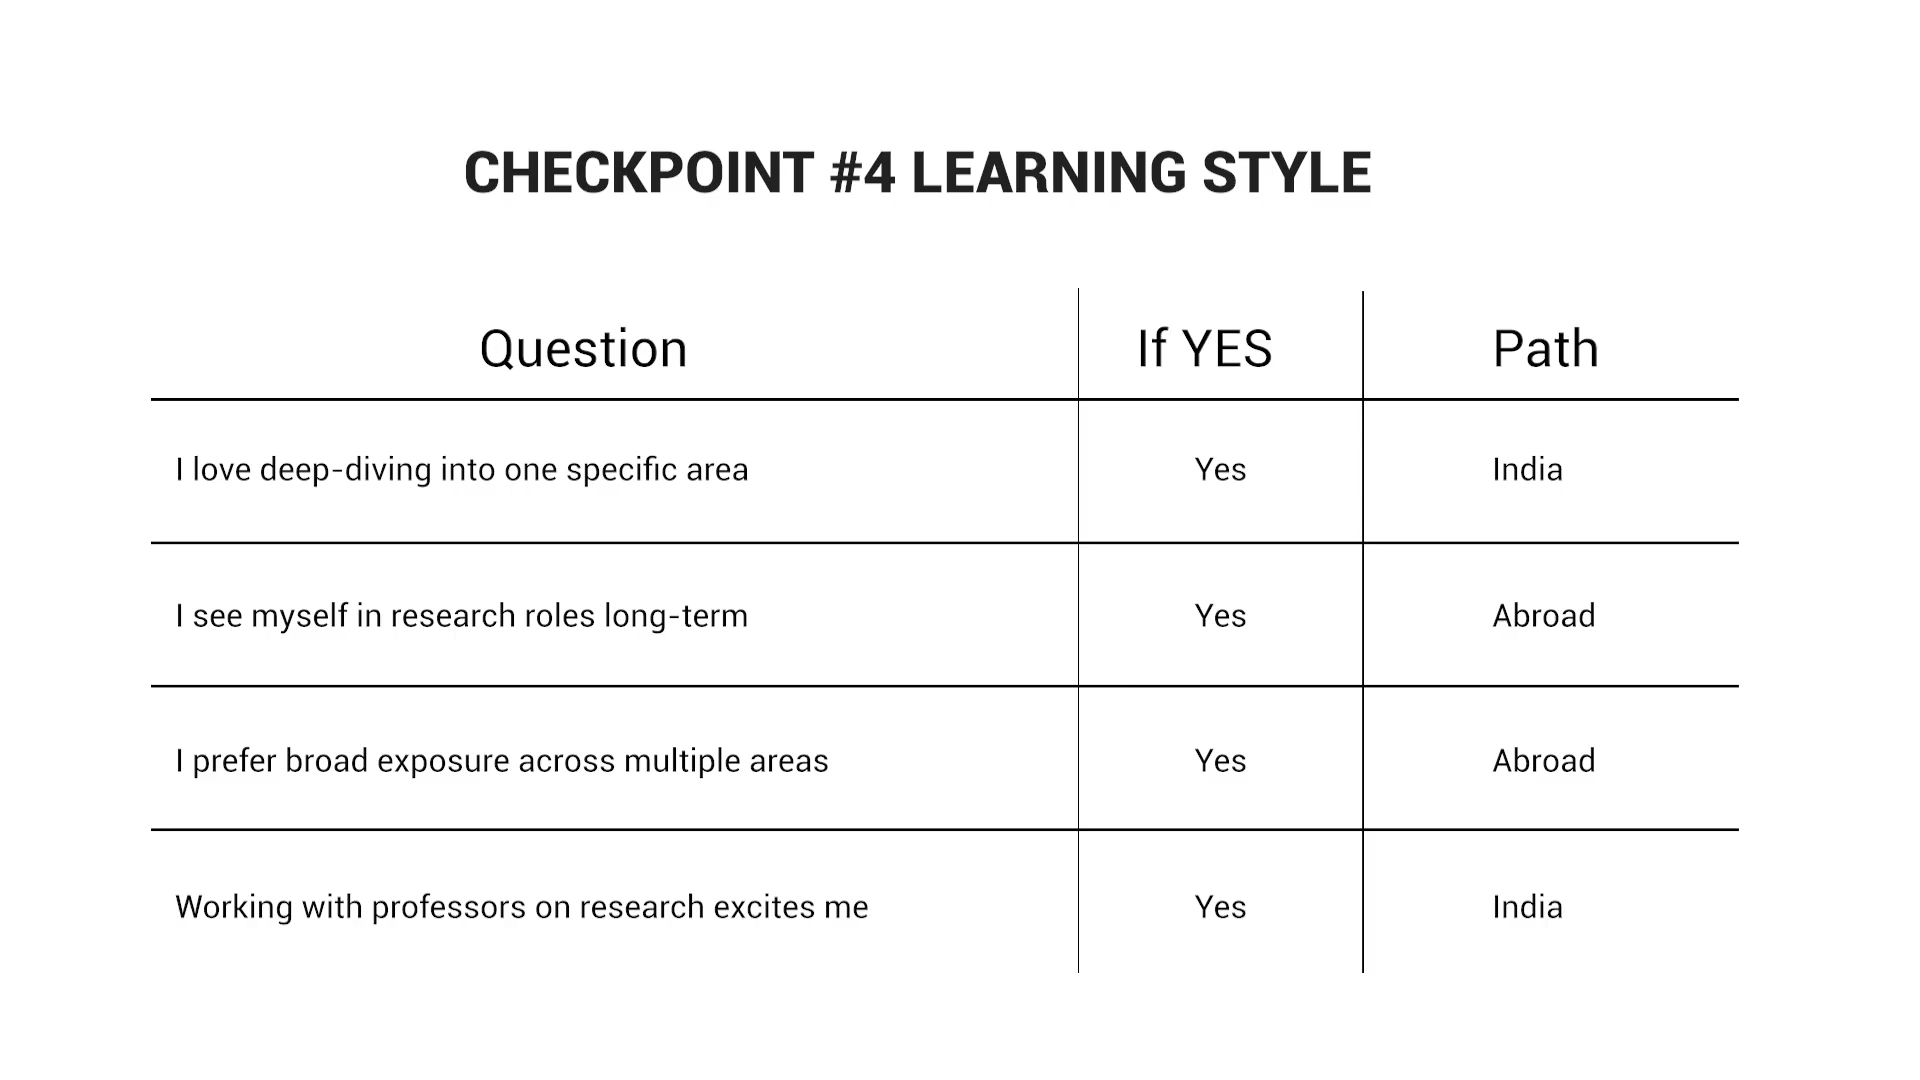 CHECKPOINT #4 LEARNING STYLE
Question If YES Path
I love deep-diving into one specific area Yes India
I see myself in research roles long-term Yes Abroad
I prefer broad exposure across multiple areas Yes Abroad
Working with professors on research excites me Yes India